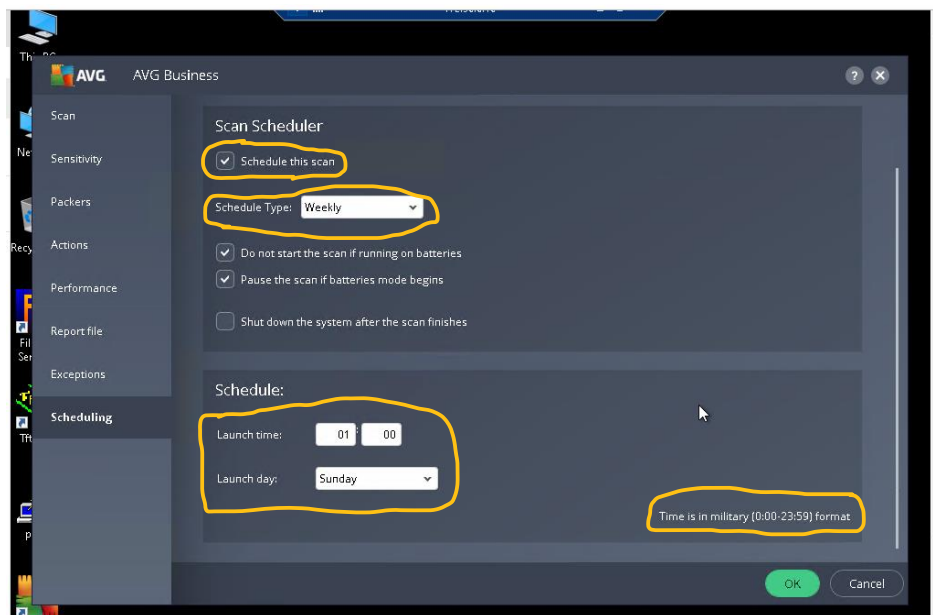 AVG AVG Business
?
Scan
Sensitivity
Packers
Actions
Performance
Report file
Exceptions
Scheduling
Scan Scheduler
Schedule this scan
Schedule Type: Weekly
Do not start the scan if running on batteries
Pause the scan if batteries mode begins
Shut down the system after the scan finishes
Schedule:
Launch time: 01 : 00
Launch day: Sunday
Time is in military (0:00-23:59) format
OK Cancel